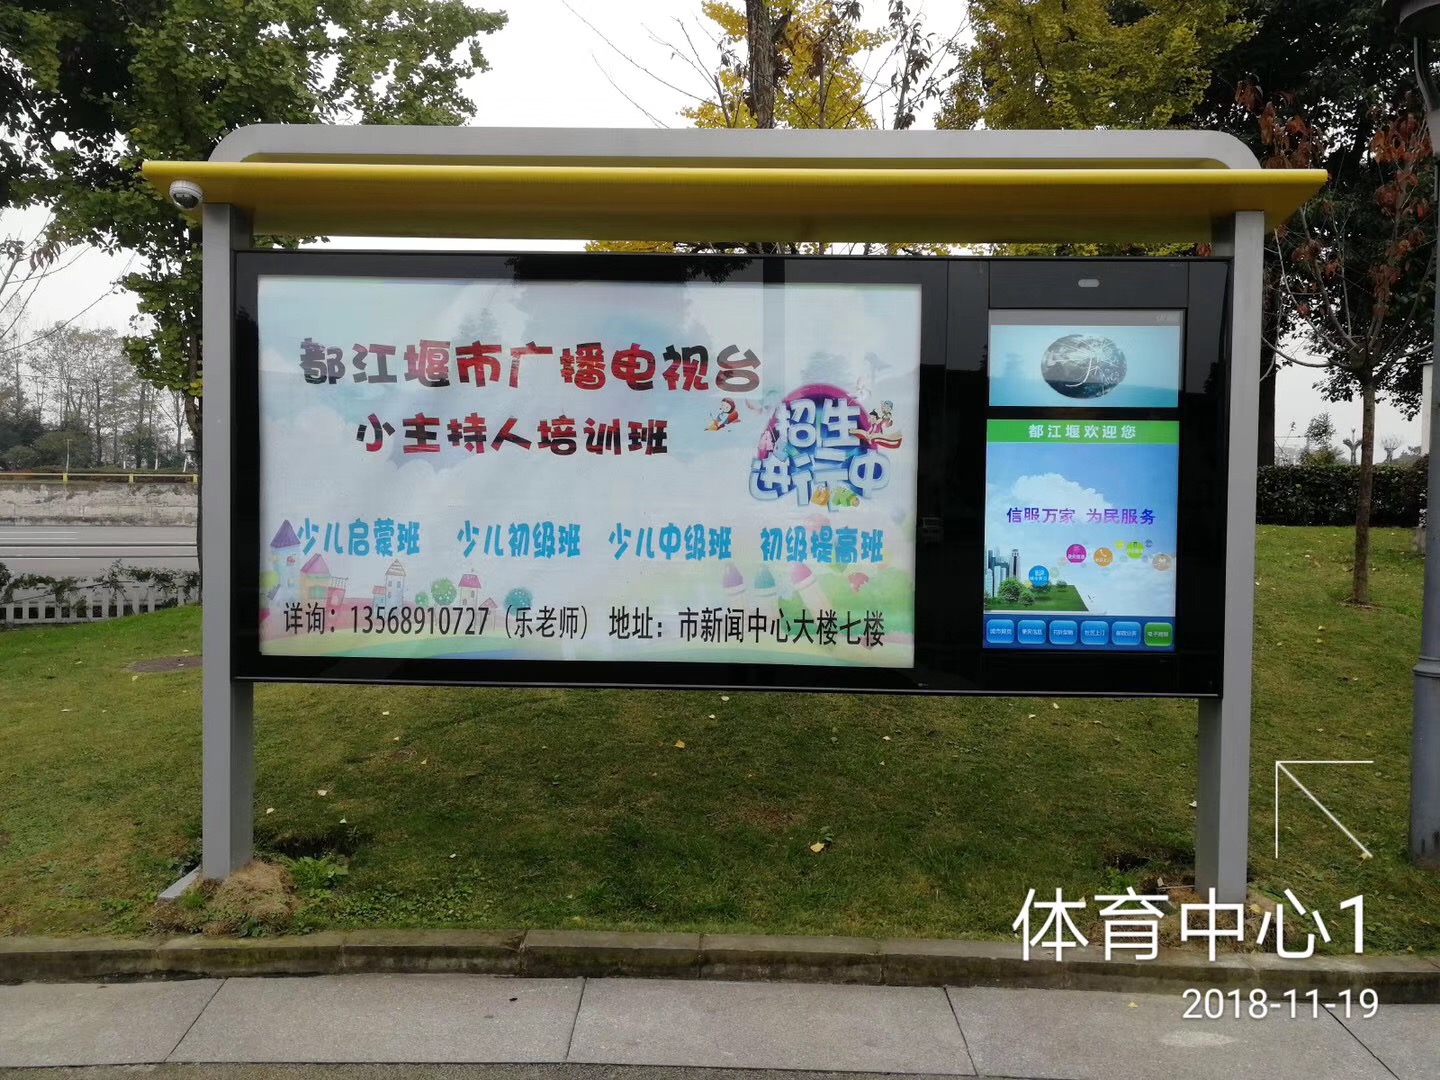 都江堰市广播电视台
小主持人培训班
招生
进行中
少儿启蒙班 少儿初级班 少儿中级班 初级提高班
详询：13568910727（乐老师） 地址：市新闻中心大楼七楼
都江堰欢迎您
信服万家 为民服务
体育中心1
2018-11-19